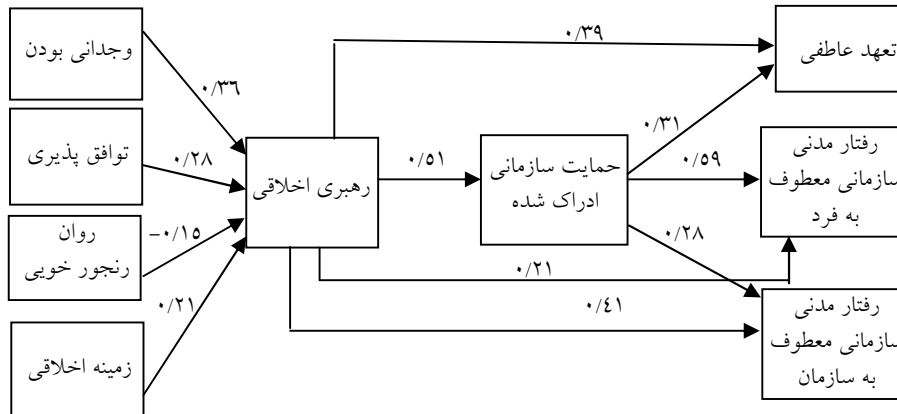 وجدانی بودن
۰/۳۶
توافق پذیری
۰/۲۸
روان
رنجور خویی
-۰/۱۵
زمینه اخلاقی
۰/۲۱
رهبری اخلاقی
۰/۳۹
۰/۵۱
حمایت سازمانی
ادراک شده
۰/۳۱
۰/۵۹
۰/۲۸
۰/۲۱
۰/٤۱
تعهد عاطفی
رفتار مدنی
سازمانی معطوف
به فرد
رفتار مدنی
سازمانی معطوف
به سازمان